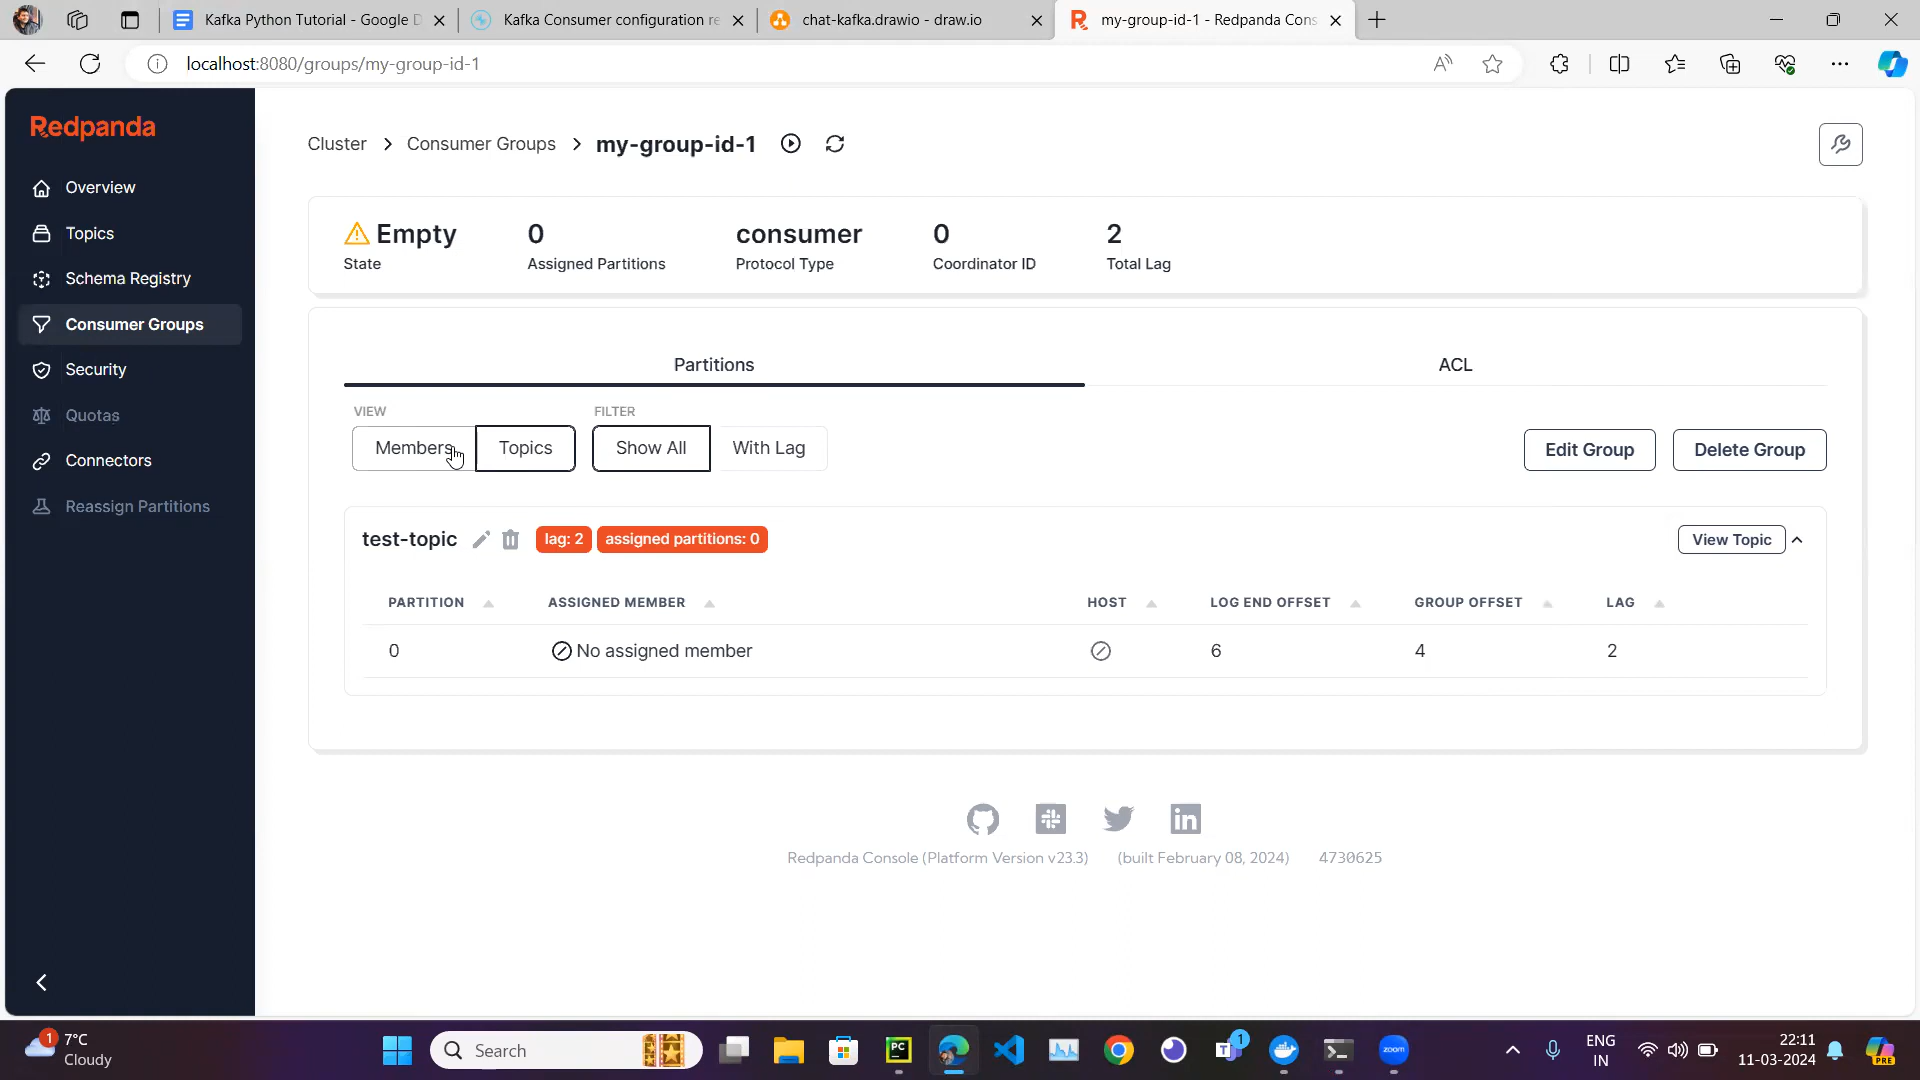 Kafka Python Tutorial - Google D
Kafka Consumer configuration re
chat-kafka.drawio - draw.io
my-group-id-1 - Redpanda Cons
localhost:8080/groups/my-group-id-1
Redpanda
Overview
Topics
Schema Registry
Consumer Groups
Security
Quotas
Connectors
Reassign Partitions
Cluster > Consumer Groups > my-group-id-1
Empty
State
0
Assigned Partitions
consumer
Protocol Type
0
Coordinator ID
2
Total Lag
Partitions
ACL
VIEW
Members
Topics
FILTER
Show All
With Lag
Edit Group
Delete Group
test-topic
lag: 2
assigned partitions: 0
View Topic
PARTITION ASSIGNED MEMBER HOST LOG END OFFSET GROUP OFFSET LAG
0 No assigned member 6 4 2
Redpanda Console (Platform Version v23.3) (built February 08, 2024) 4730625
1
7°C
Cloudy
Search
PC
1
zoom
ENG
IN
22:11
11-03-2024
PRE